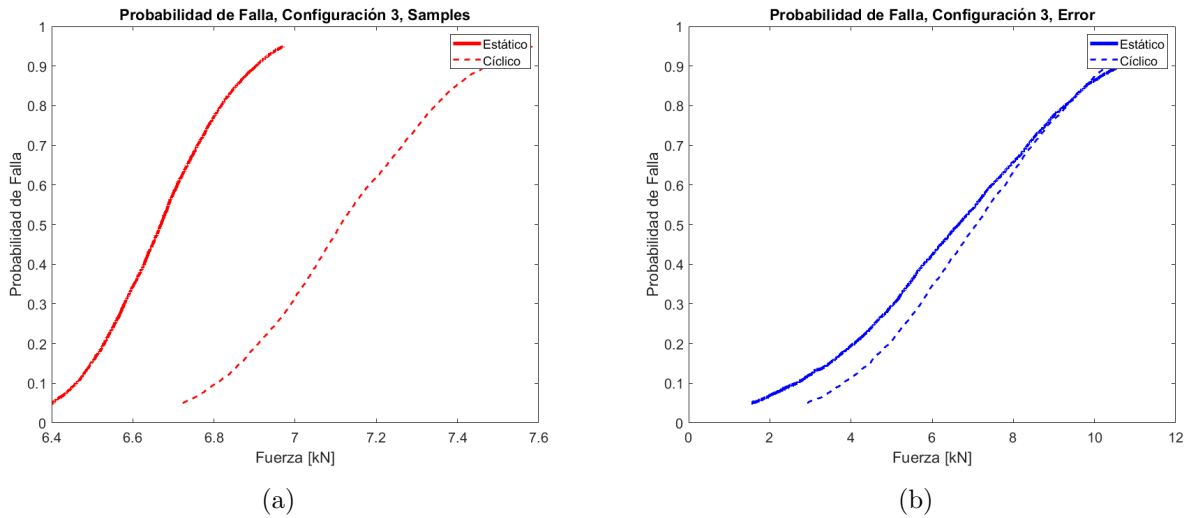 Probabilidad de Falla, Configuración 3, Samples
1
0.9
0.8
0.7
0.6
0.5
0.4
0.3
0.2
0.1
0
Probabilidad de Falla
Estático
Cíclico
6.4 6.6 6.8 7 7.2 7.4 7.6
Fuerza [kN]
(a)
Probabilidad de Falla, Configuración 3, Error
1
0.9
0.8
0.7
0.6
0.5
0.4
0.3
0.2
0.1
0
Probabilidad de Falla
Estático
Cíclico
0 2 4 6 8 10 12
Fuerza [kN]
(b)